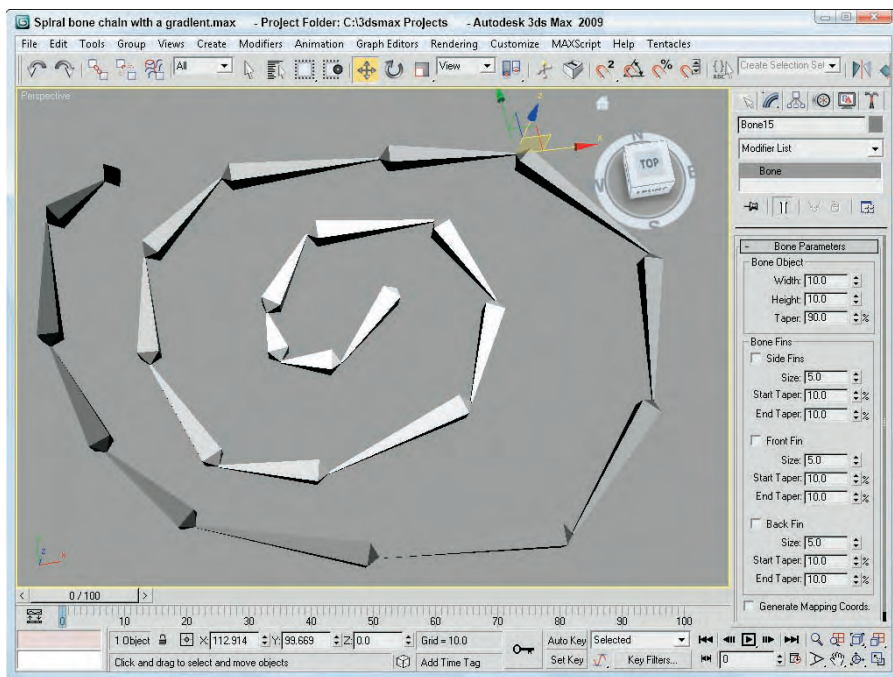 Spiral bone chain with a gradient.max - Project Folder: C:\3dsmax Projects - Autodesk 3ds Max 2009
File Edit Tools Group Views Create Modifiers Animation Graph Editors Rendering Customize MAXScript Help Tentacles
All View Create Selection Set
Perspective
Bone15
Modifier List
Bone
N
TOP
FRONT
W
E
S
z
x
- Bone Parameters
Bone Object
Width: 10.0
Height: 10.0
Taper: 90.0 %
Bone Fins
Side Fins
Size: 5.0
Start Taper: 10.0 %
End Taper: 10.0 %
Front Fin
Size: 5.0
Start Taper: 10.0 %
End Taper: 10.0 %
Back Fin
Size: 5.0
Start Taper: 10.0 %
End Taper: 10.0 %
Generate Mapping Coords.
z
x
< 0 / 100 >
0 10 20 30 40 50 60 70 80 90 100
1 Object X: 112.914 Y: 99.669 Z: 0.0 Grid = 10.0 Auto Key Selected
Click and drag to select and move objects Add Time Tag Set Key Key Filters... 0